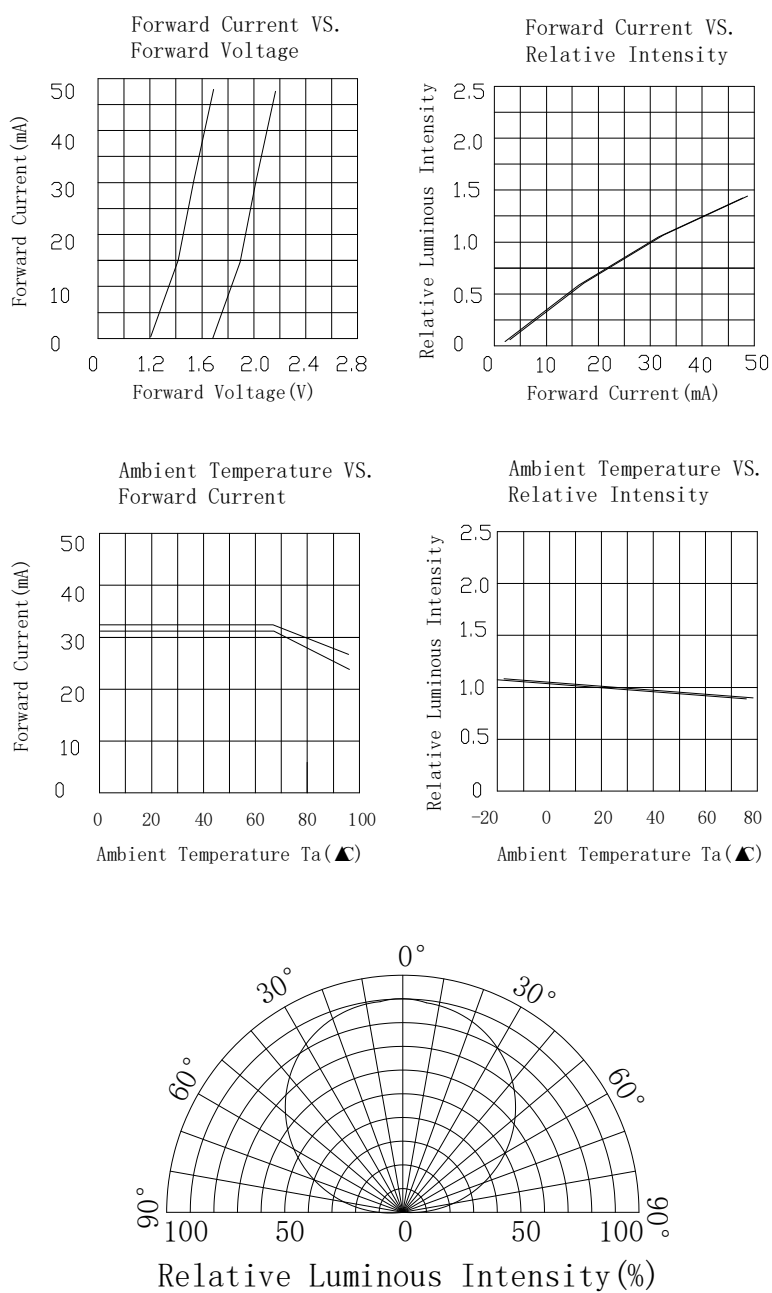 Forward Current VS.
Forward Voltage
50
40
30
20
10
0
Forward Current(mA)
0 1.2 1.6 2.0 2.4 2.8
Forward Voltage(V)
Forward Current VS.
Relative Intensity
2.5
2.0
1.5
1.0
0.5
0
Relative Luminous Intensity
0 10 20 30 40 50
Forward Current(mA)
Ambient Temperature VS.
Forward Current
50
40
30
20
10
0
Forward Current(mA)
0 20 40 60 80 100
Ambient Temperature Ta(▲C)
Ambient Temperature VS.
Relative Intensity
2.5
2.0
1.5
1.0
0.5
0
Relative Luminous Intensity
-20 0 20 40 60 80
Ambient Temperature Ta(▲C)
0°
30° 30°
60° 60°
90° 90°
100 50 0 50 100
Relative Luminous Intensity(%)